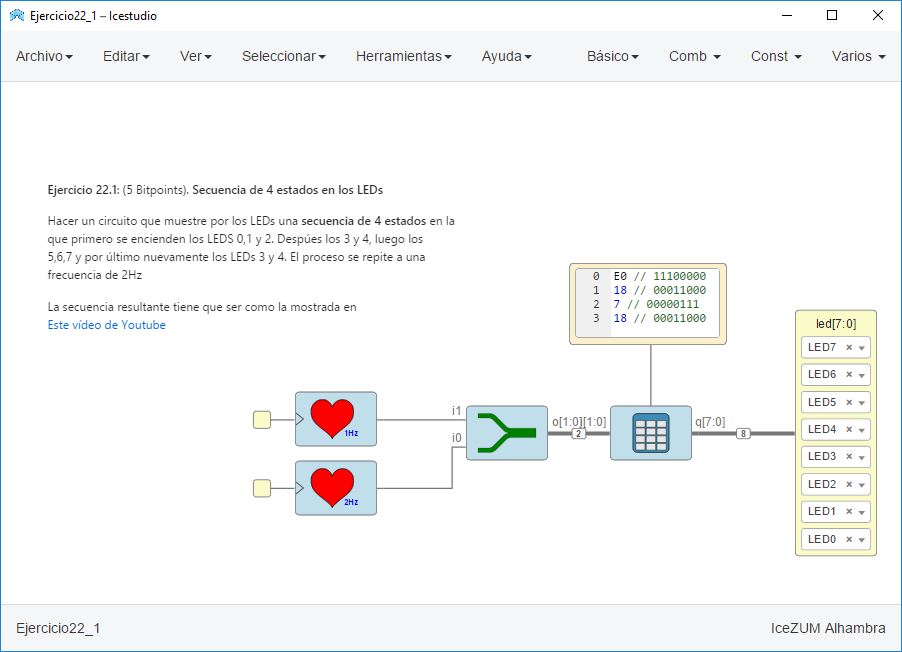 Ejercicio22_1 – Icestudio
Archivo Editar Ver Seleccionar Herramientas Ayuda Básico Comb Const Varios
Ejercicio 22.1: (5 Bitpoints). Secuencia de 4 estados en los LEDs
Hacer un circuito que muestre por los LEDs una secuencia de 4 estados en la
que primero se encienden los LEDS 0,1 y 2. Despúes los 3 y 4, luego los
5,6,7 y por último nuevamente los LEDs 3 y 4. El proceso se repite a una
frecuencia de 2Hz
La secuencia resultante tiene que ser como la mostrada en
Este vídeo de Youtube
0 E0 // 11100000
1 18 // 00011000
2 7 // 00000111
3 18 // 00011000
led[7:0]
LED7
LED6
LED5
LED4
LED3
LED2
LED1
LED0
1Hz
2Hz
i1
i0
o[1:0][1:0]
2
q[7:0]
8
Ejercicio22_1
IceZUM Alhambra